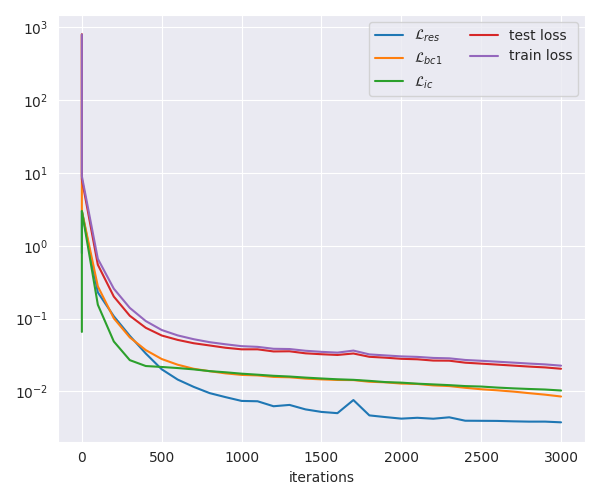 10³
10²
10¹
10⁰
10⁻¹
10⁻²
0
500
1000
1500
2000
2500
3000
iterations
ℒ_res
ℒ_bc1
ℒ_ic
test loss
train loss